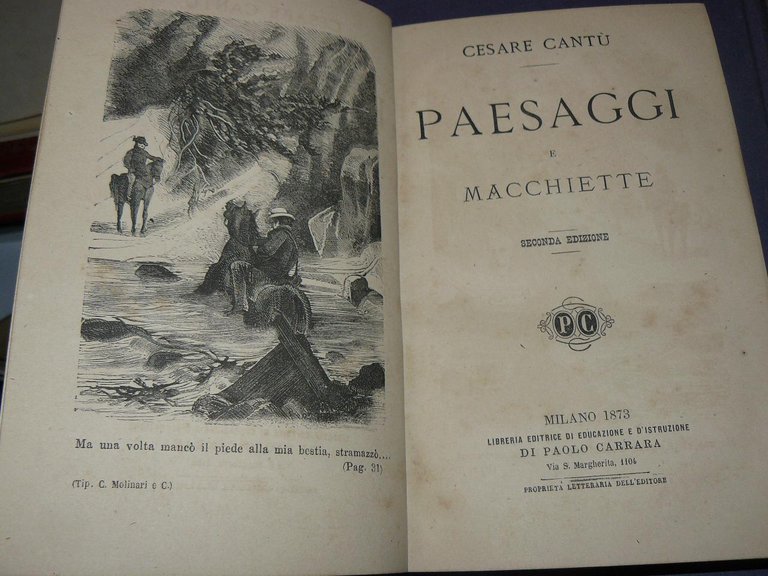 Ma una volta mancò il piede alla mia bestia, stramazzò....
(Pag. 31)
(Tip. C. Molinari e C.)
CESARE CANTÙ
PAESAGGI
E
MACCHIETTE
SECONDA EDIZIONE
PC
MILANO 1873
LIBRERIA EDITRICE DI EDUCAZIONE E D'ISTRUZIONE
DI PAOLO CARRARA
Via S. Margherita, 1104
PROPRIETÀ LETTERARIA DELL'EDITORE